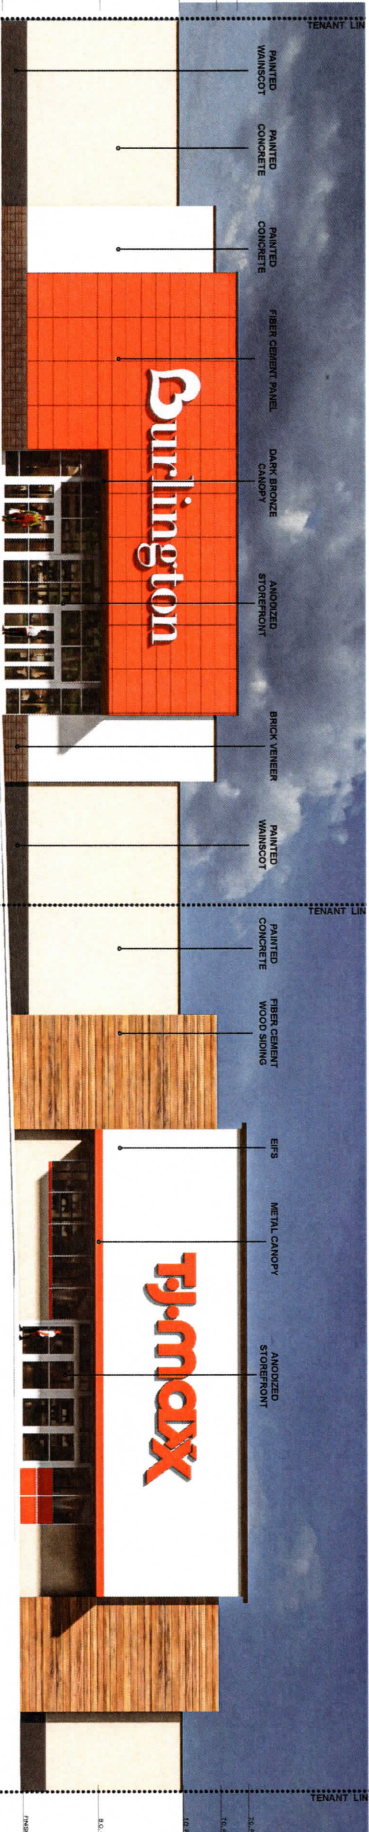 TENANT LIN
PAINTED
WAINSCOT
PAINTED
CONCRETE
PAINTED
CONCRETE
FIBER CEMENT PANEL
DARK BRONZE
CANOPY
ANODIZED
STOREFRONT
BRICK VENEER
PAINTED
WAINSCOT
TENANT LIN
PAINTED
CONCRETE
FIBER CEMENT
WOOD SIDING
EIFS
METAL CANOPY
ANODIZED
STOREFRONT
TENANT LIN
Burlington
T.J.maxx